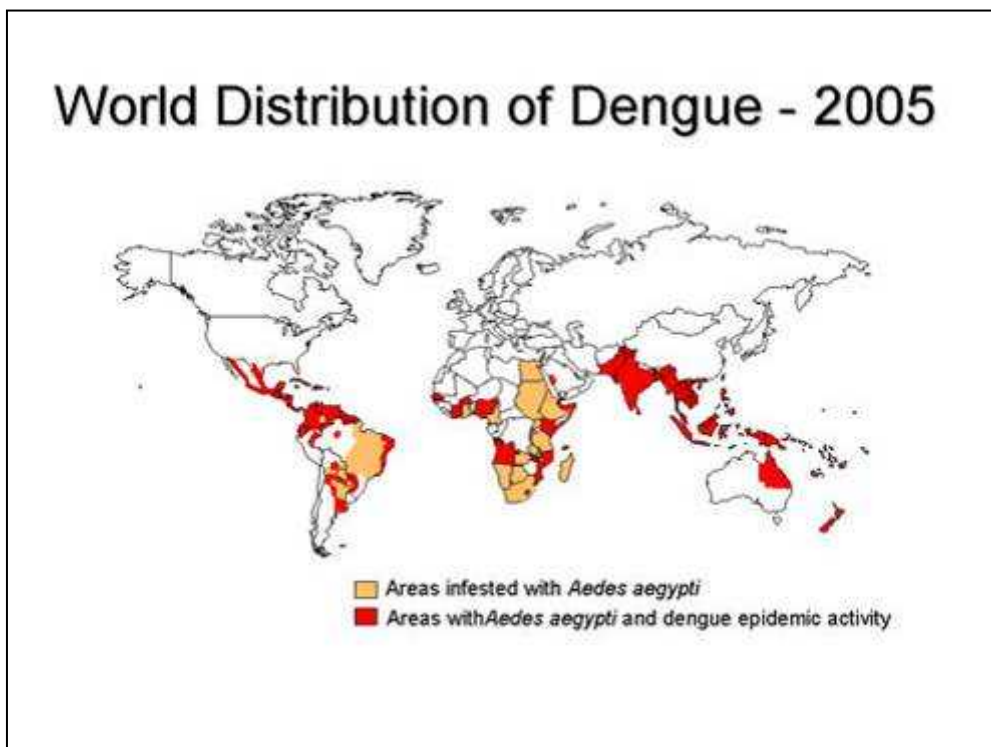 World Distribution of Dengue - 2005
Areas infested with Aedes aegypti
Areas withAedes aegypti and dengue epidemic activity